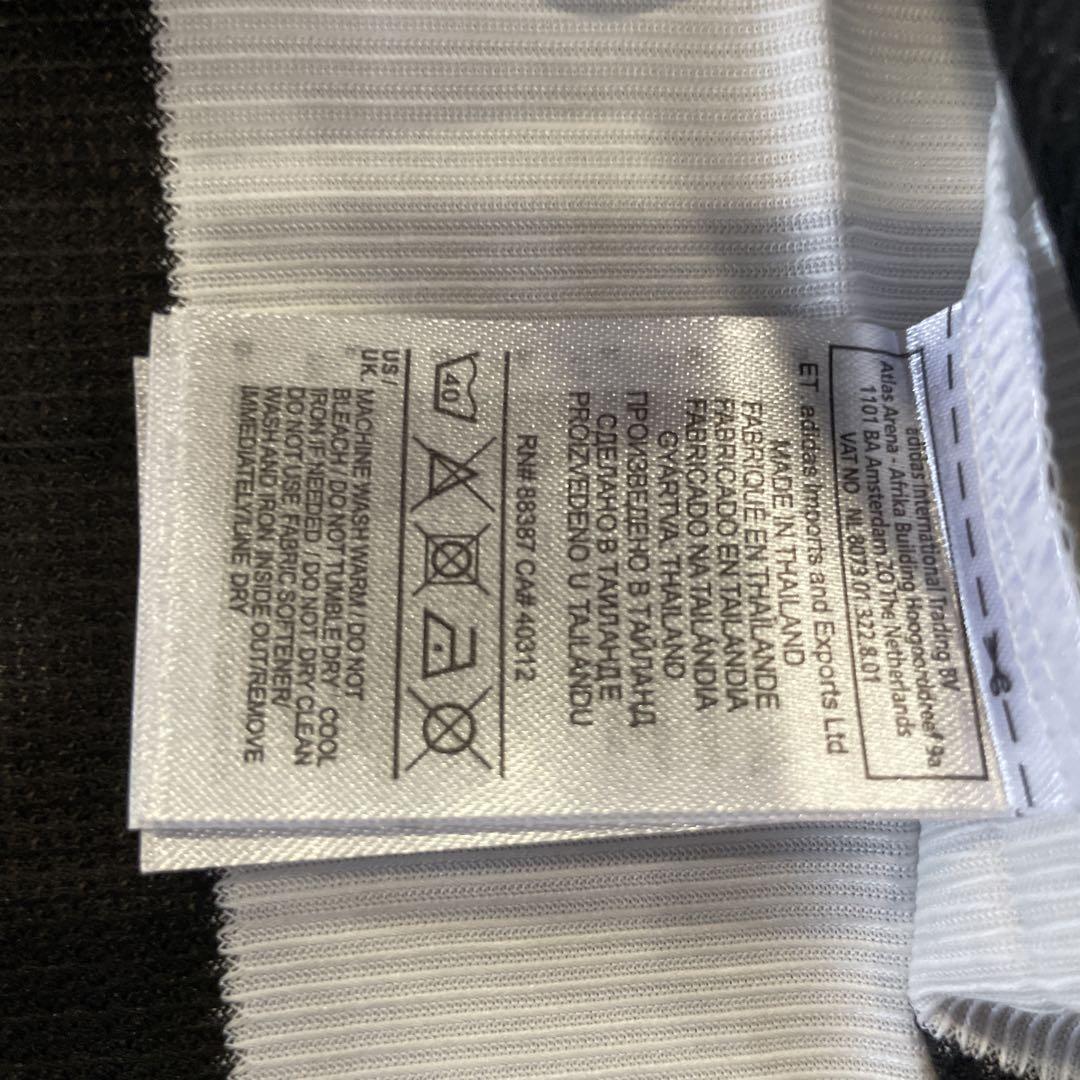 adidas International Trading BV
Atlas Arena - Afrika Building Hoogoorddreef 9a
1101 BA Amsterdam ZO The Netherlands
VAT NO. NL 8073.01.372.B.01
ET adidas Imports and Exports Ltd
MADE IN THAILAND
FABRIQUE EN THAÏLANDE
FABRICADO EN TAILANDIA
FABRICADO NA TAILÂNDIA
GYÁRTVA THAILAND
ПРОИЗВЕДЕНО В ТАЙЛАНД
СДЕЛАНО В ТАИЛАНДЕ
PROIZVEDENO U TAJLANDU
RN# 88387 CA# 40312
40
US /
UK MACHINE WASH WARM / DO NOT
BLEACH / DO NOT TUMBLE DRY COOL
IRON IF NEEDED / DO NOT DRY CLEAN
DO NOT USE FABRIC SOFTENER/
WASH AND IRON INSIDE OUT/REMOVE
IMMEDIATELY/LINE DRY